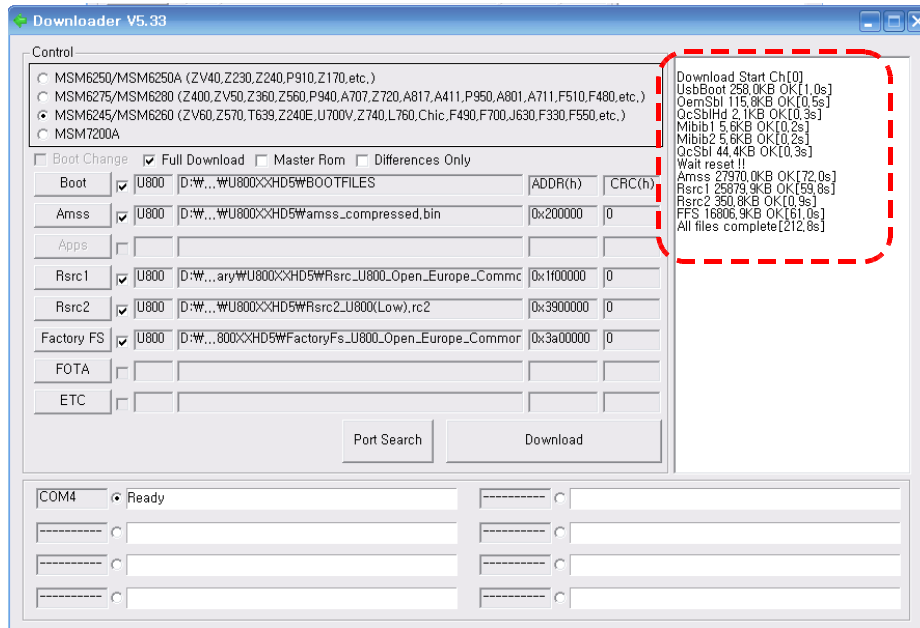 Downloader V5.33
Control
MSM6250/MSM6250A (ZV40,Z230,Z240,P910,Z170,etc.)
MSM6275/MSM6280 (Z400,ZV50,Z360,Z560,P940,A707,Z720,A817,A411,P950,A801,A711,F510,F480,etc.)
MSM6245/MSM6260 (ZV60,Z570,T639,Z240E,U700V,Z740,L760,Chic,F490,F700,J630,F330,F550,etc.)
MSM7200A
Boot Change Full Download Master Rom Differences Only
Boot U800 D:₩...₩U800XXHD5₩BOOTFILES ADDR(h) CRC(h)
Amss U800 D:₩...₩U800XXHD5₩amss_compressed.bin 0x200000 0
Apps
Rsrc1 U800 D:₩...ary₩U800XXHD5₩Rsrc_U800_Open_Europe_Commc 0x1f00000 0
Rsrc2 U800 D:₩...₩U800XXHD5₩Rsrc2_U800(Low).rc2 0x3900000 0
Factory FS U800 D:₩...800XXHD5₩FactoryFs_U800_Open_Europe_Commor 0x3a00000 0
FOTA
ETC
Port Search Download
Download Start Ch[0]
UsbBoot 258.0KB OK[1.0s]
OemSbl 115.8KB OK[0.5s]
QcSblHd 2.1KB OK[0.3s]
Mibib1 5.6KB OK[0.2s]
Mibib2 5.6KB OK[0.2s]
QcSbl 44.4KB OK[0.3s]
Wait reset !!
Amss 27970.0KB OK[72.0s]
Rsrc1 25879.9KB OK[59.8s]
Rsrc2 350.8KB OK[0.9s]
FFS 16806.9KB OK[61.0s]
All files complete[212.8s]
COM4 Ready ----------
---------- ----------
---------- ----------
---------- ----------